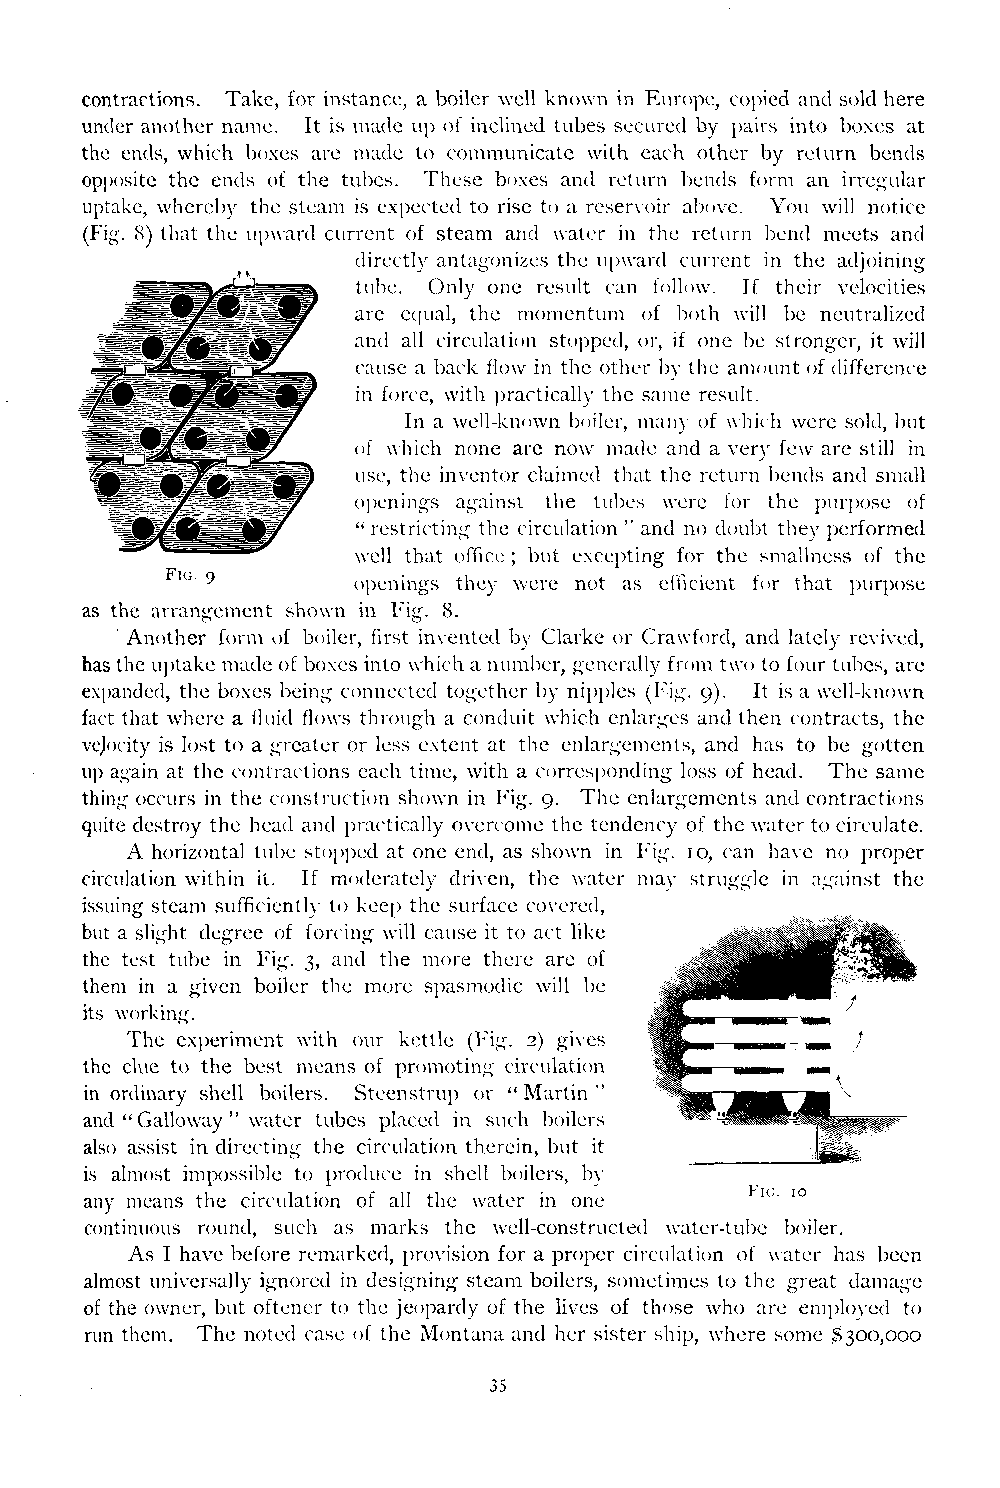 contractions. Take, for instance, a boiler well known in Europe, copied and sold here
under another name. It is made up of inclined tubes secured by pairs into boxes at
the ends, which boxes are made to communicate with each other by return bends
opposite the ends of the tubes. These boxes and return bends form an irregular
uptake, whereby the steam is expected to rise to a reservoir above. You will notice
(Fig. 8) that the upward current of steam and water in the return bend meets and
directly antagonizes the upward current in the adjoining
tube. Only one result can follow. If their velocities
are equal, the momentum of both will be neutralized
and all circulation stopped, or, if one be stronger, it will
cause a back flow in the other by the amount of difference
in force, with practically the same result.
In a well-known boiler, many of which were sold, but
of which none are now made and a very few are still in
use, the inventor claimed that the return bends and small
openings against the tubes were for the purpose of
“restricting the circulation” and no doubt they performed
well that office; but excepting for the smallness of the
openings they were not as efficient for that purpose
as the arrangement shown in Fig. 8.
FIG. 9
Another form of boiler, first invented by Clarke or Crawford, and lately revived,
has the uptake made of boxes into which a number, generally from two to four tubes, are
expanded, the boxes being connected together by nipples (Fig. 9). It is a well-known
fact that where a fluid flows through a conduit which enlarges and then contracts, the
velocity is lost to a greater or less extent at the enlargements, and has to be gotten
up again at the contractions each time, with a corresponding loss of head. The same
thing occurs in the construction shown in Fig. 9. The enlargements and contractions
quite destroy the head and practically overcome the tendency of the water to circulate.
A horizontal tube stopped at one end, as shown in Fig. 10, can have no proper
circulation within it. If moderately driven, the water may struggle in against the
issuing steam sufficiently to keep the surface covered,
but a slight degree of forcing will cause it to act like
the test tube in Fig. 3, and the more there are of
them in a given boiler the more spasmodic will be
its working.
The experiment with our kettle (Fig. 2) gives
the clue to the best means of promoting circulation
in ordinary shell boilers. Steenstrup or “Martin”
and “Galloway” water tubes placed in such boilers
also assist in directing the circulation therein, but it
is almost impossible to produce in shell boilers, by
any means the circulation of all the water in one
continuous round, such as marks the well-constructed water-tube boiler.
FIG. 10
As I have before remarked, provision for a proper circulation of water has been
almost universally ignored in designing steam boilers, sometimes to the great damage
of the owner, but oftener to the jeopardy of the lives of those who are employed to
run them. The noted case of the Montana and her sister ship, where some $300,000
35